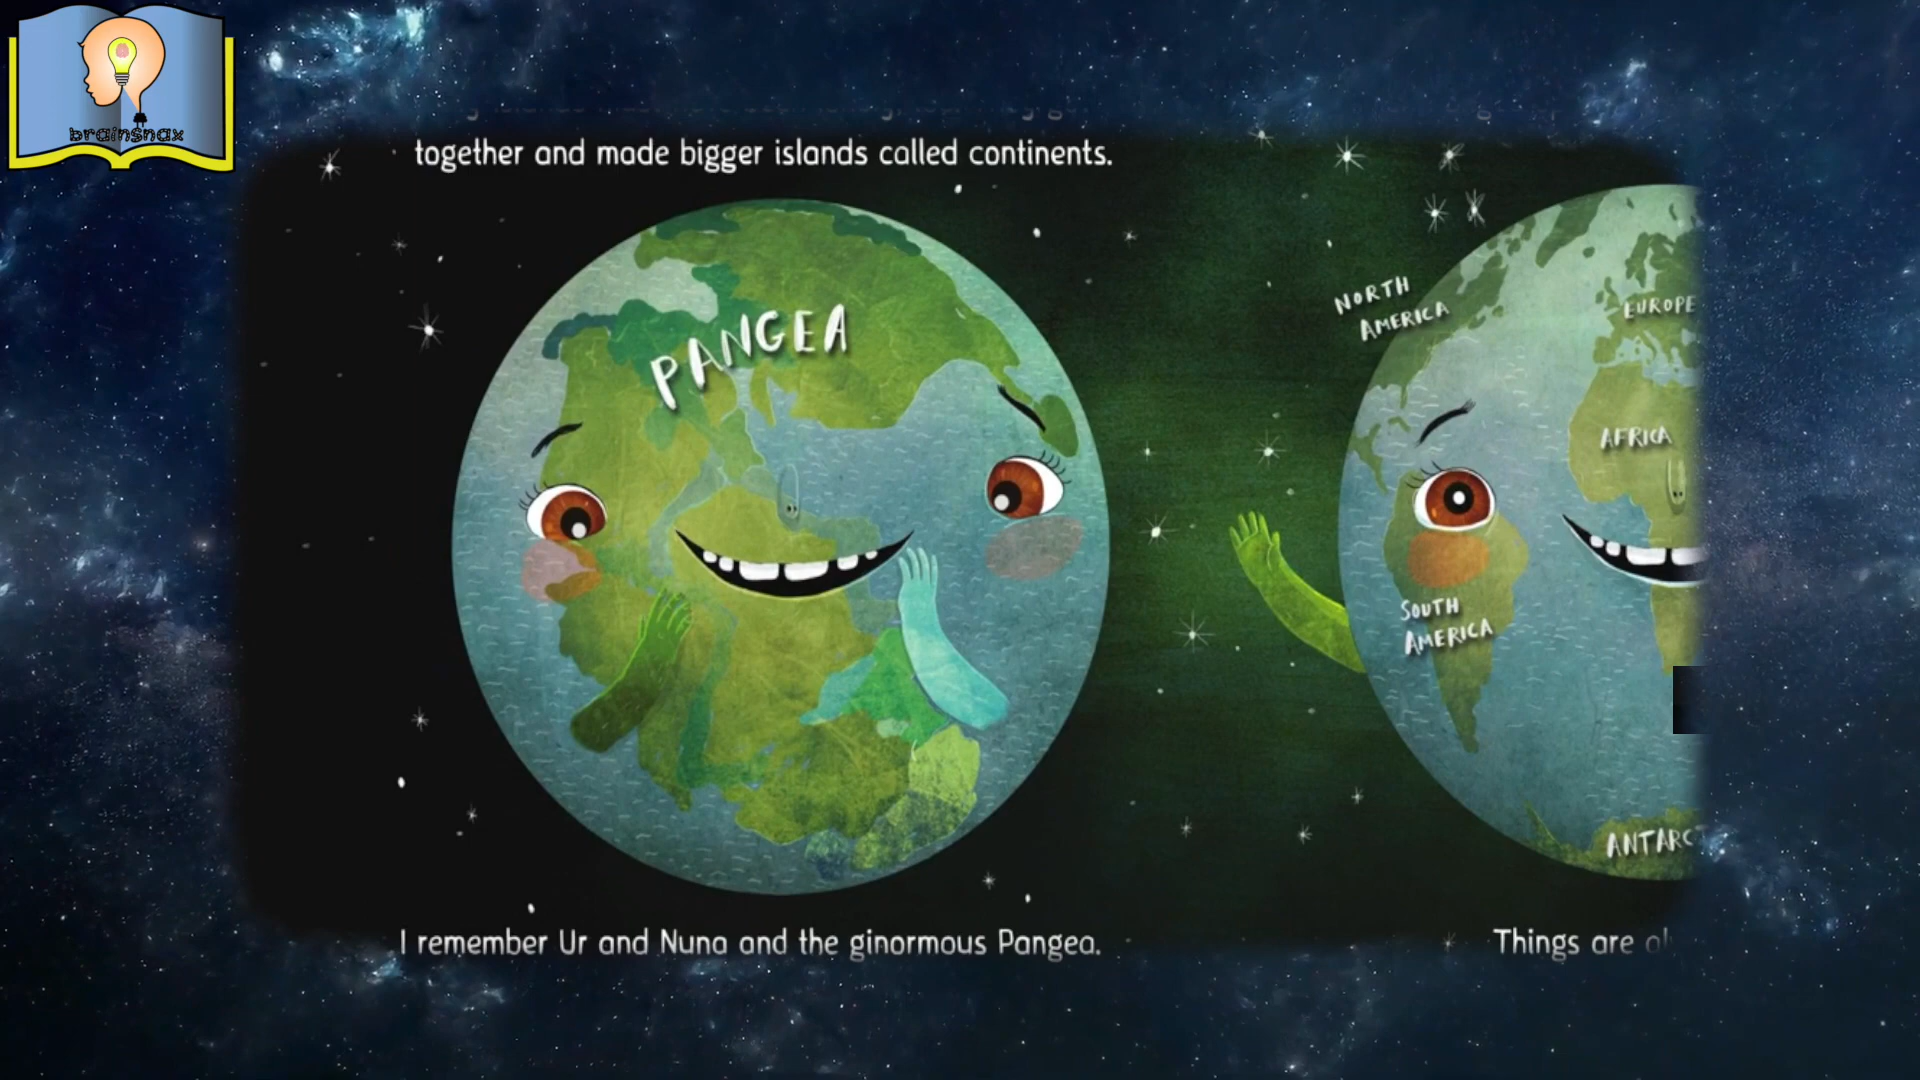 brainsnax
together and made bigger islands called continents.
PANGEA
NORTH
AMERICA
EUROPE
AFRICA
SOUTH
AMERICA
I remember Ur and Nuna and the ginormous Pangea.
Things are